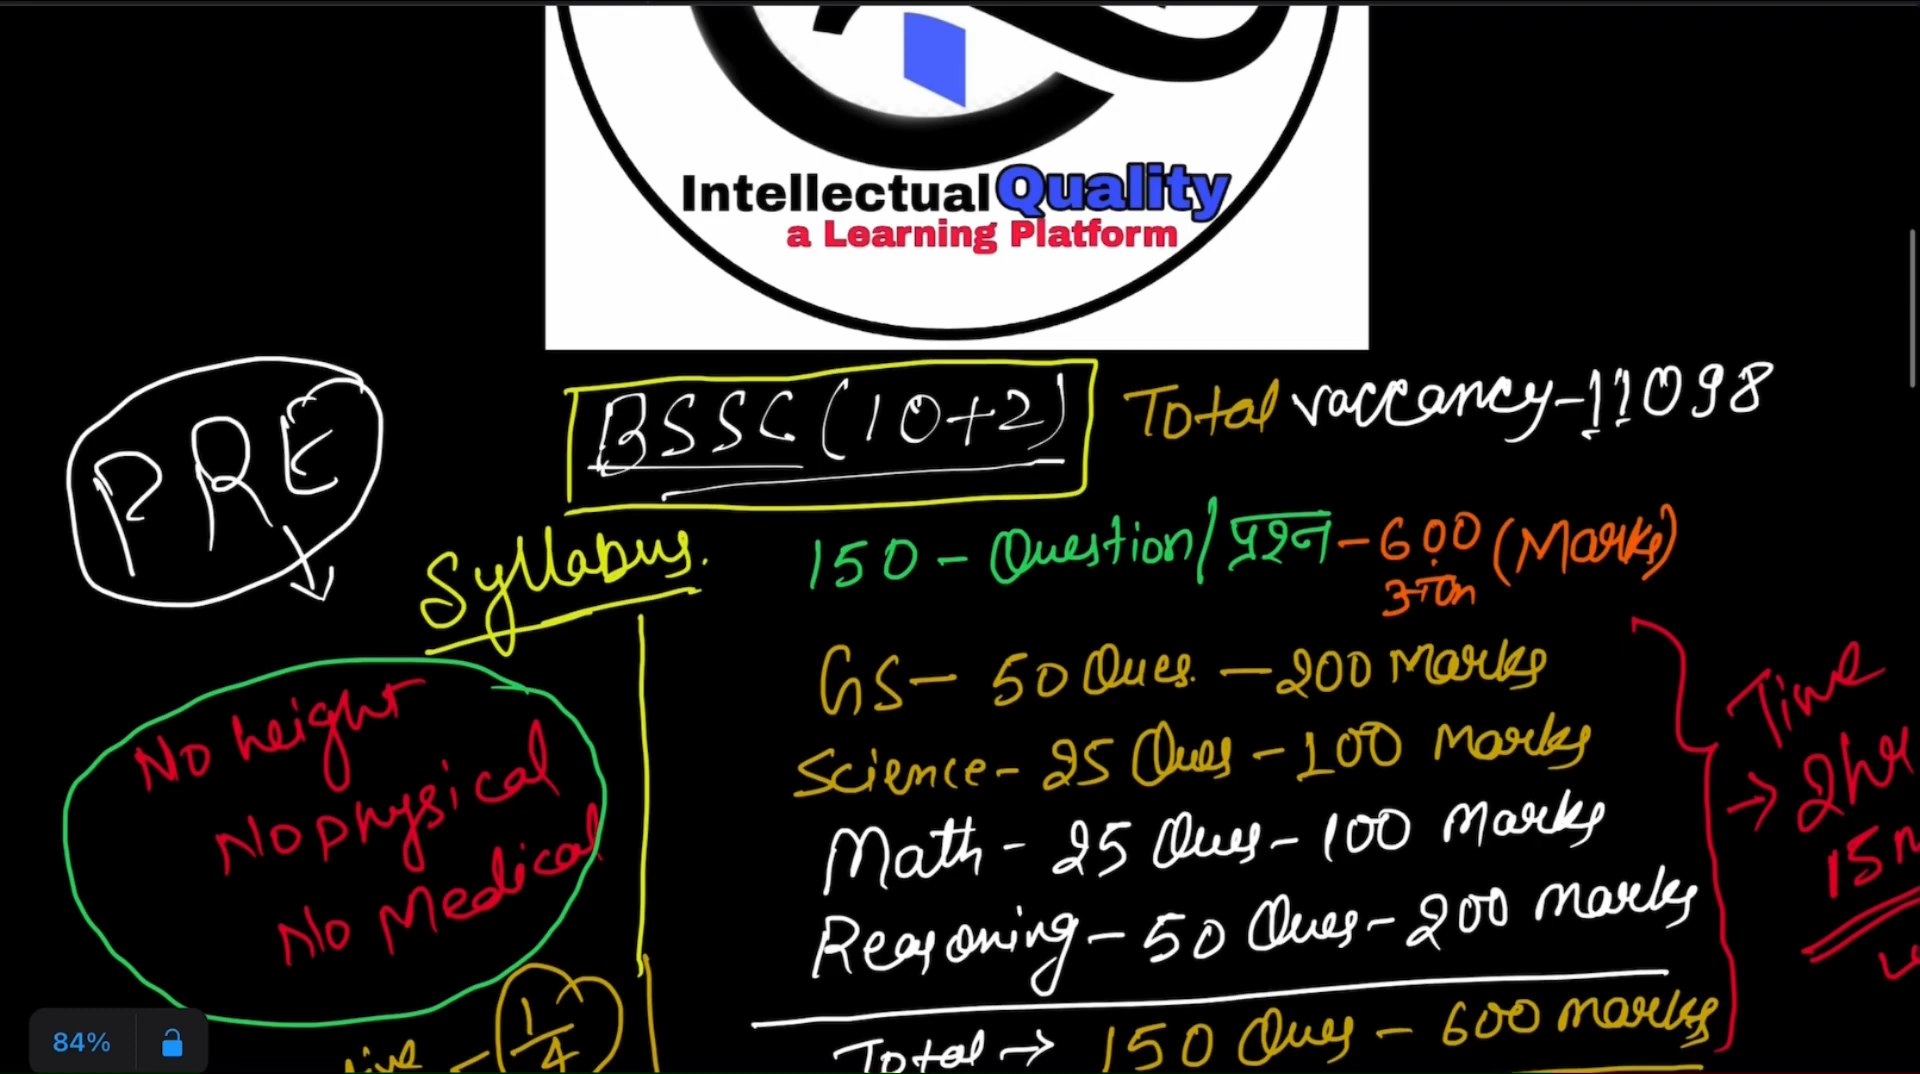 Intellectual Quality
a Learning Platform
PRE
BSSC (10+2)
Total vaccancy-11098
Syllabus.
150 - Question/प्रश्न - 600 (Marks)
अंक
GS - 50 Ques. - 200 Marks
Science - 25 Ques - 100 Marks
Math - 25 Ques - 100 Marks
Reasoning - 50 Ques - 200 Marks
Total → 150 Ques - 600 marks
Time
→ 2hr
15
No height
No physical
No Medical
- 1/4
84%